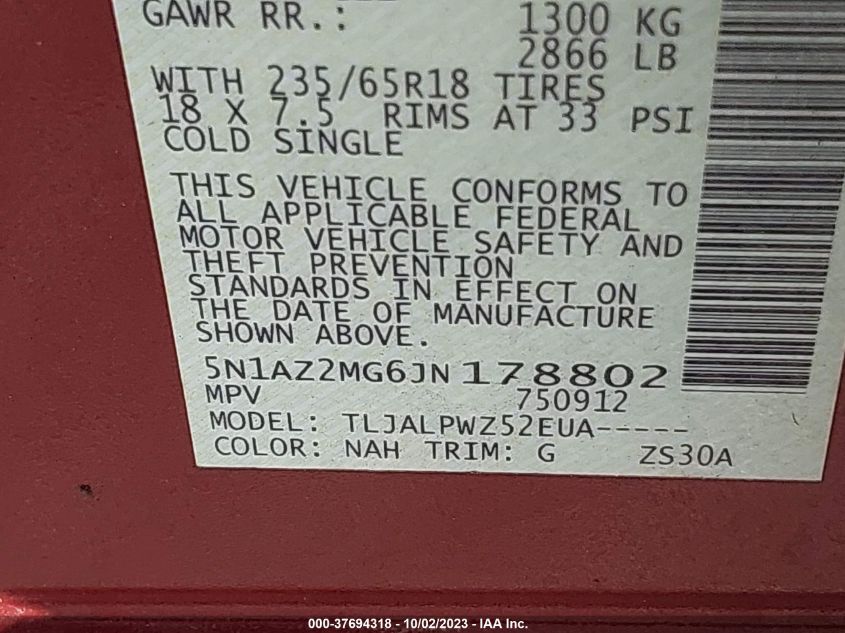 GAWR RR.: 1300 KG
2866 LB
WITH 235/65R18 TIRES
18 X 7.5 RIMS AT 33 PSI
COLD SINGLE
THIS VEHICLE CONFORMS TO
ALL APPLICABLE FEDERAL
MOTOR VEHICLE SAFETY AND
THEFT PREVENTION
STANDARDS IN EFFECT ON
THE DATE OF MANUFACTURE
SHOWN ABOVE.
5N1AZ2MG6JN178802
MPV 750912
MODEL: TLJALPWZ52EUA-----
COLOR: NAH TRIM: G ZS30A
000-37694318 - 10/02/2023 - IAA Inc.